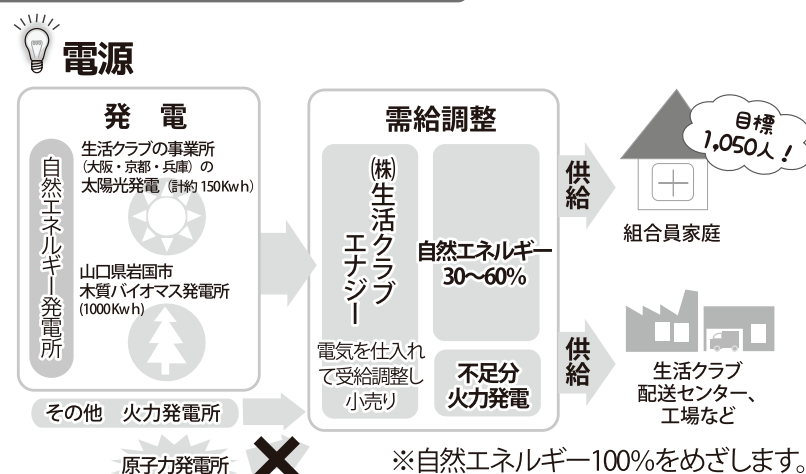 電源
発 電
自然エネルギー発電所
生活クラブの事業所
(大阪・京都・兵庫) の
太陽光発電 (計約 150Kwh)
山口県岩国市
木質バイオマス発電所
(1000Kwh)
その他 火力発電所
原子力発電所
需給調整
(株)生活クラブ
エナジー
電気を仕入れ
て受給調整し
小売り
自然エネルギー
30〜60%
不足分
火力発電
供給
目標
1,050人!
組合員家庭
供給
生活クラブ
配送センター、
工場など
※自然エネルギー100%をめざします。